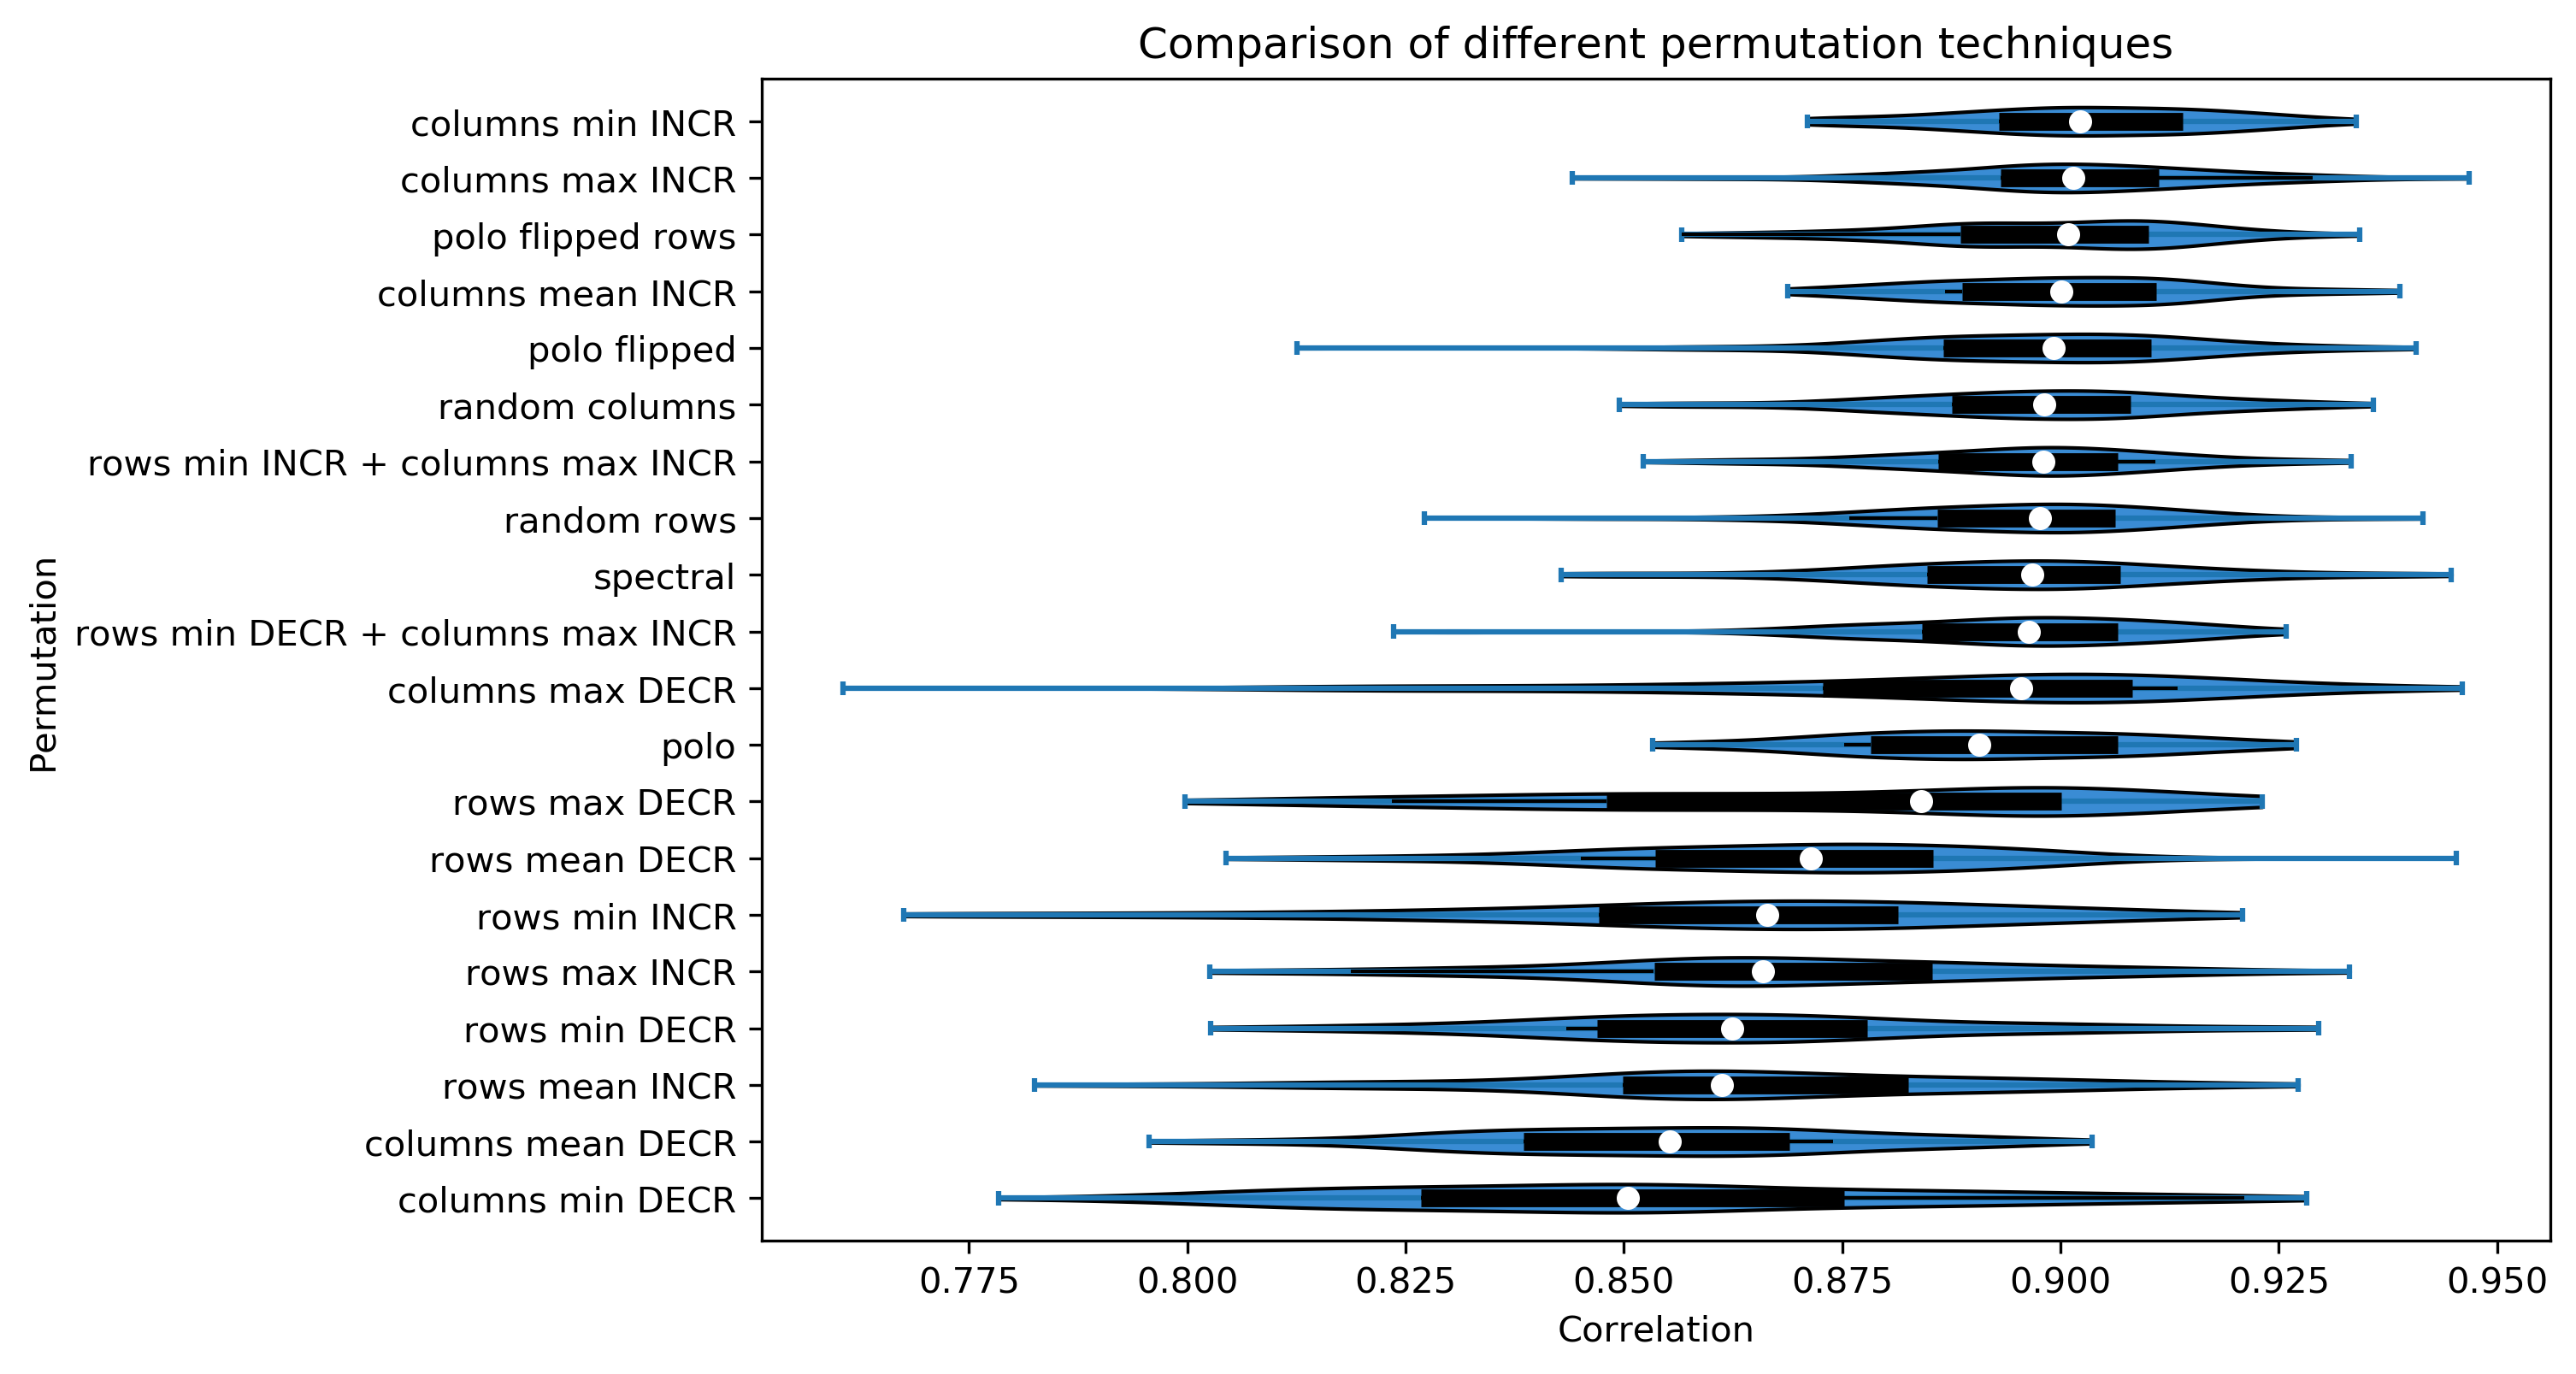 Comparison of different permutation techniques
Permutation
columns min INCR
columns max INCR
polo flipped rows
columns mean INCR
polo flipped
random columns
rows min INCR + columns max INCR
random rows
spectral
rows min DECR + columns max INCR
columns max DECR
polo
rows max DECR
rows mean DECR
rows min INCR
rows max INCR
rows min DECR
rows mean INCR
columns mean DECR
columns min DECR
0.775 0.800 0.825 0.850 0.875 0.900 0.925 0.950
Correlation